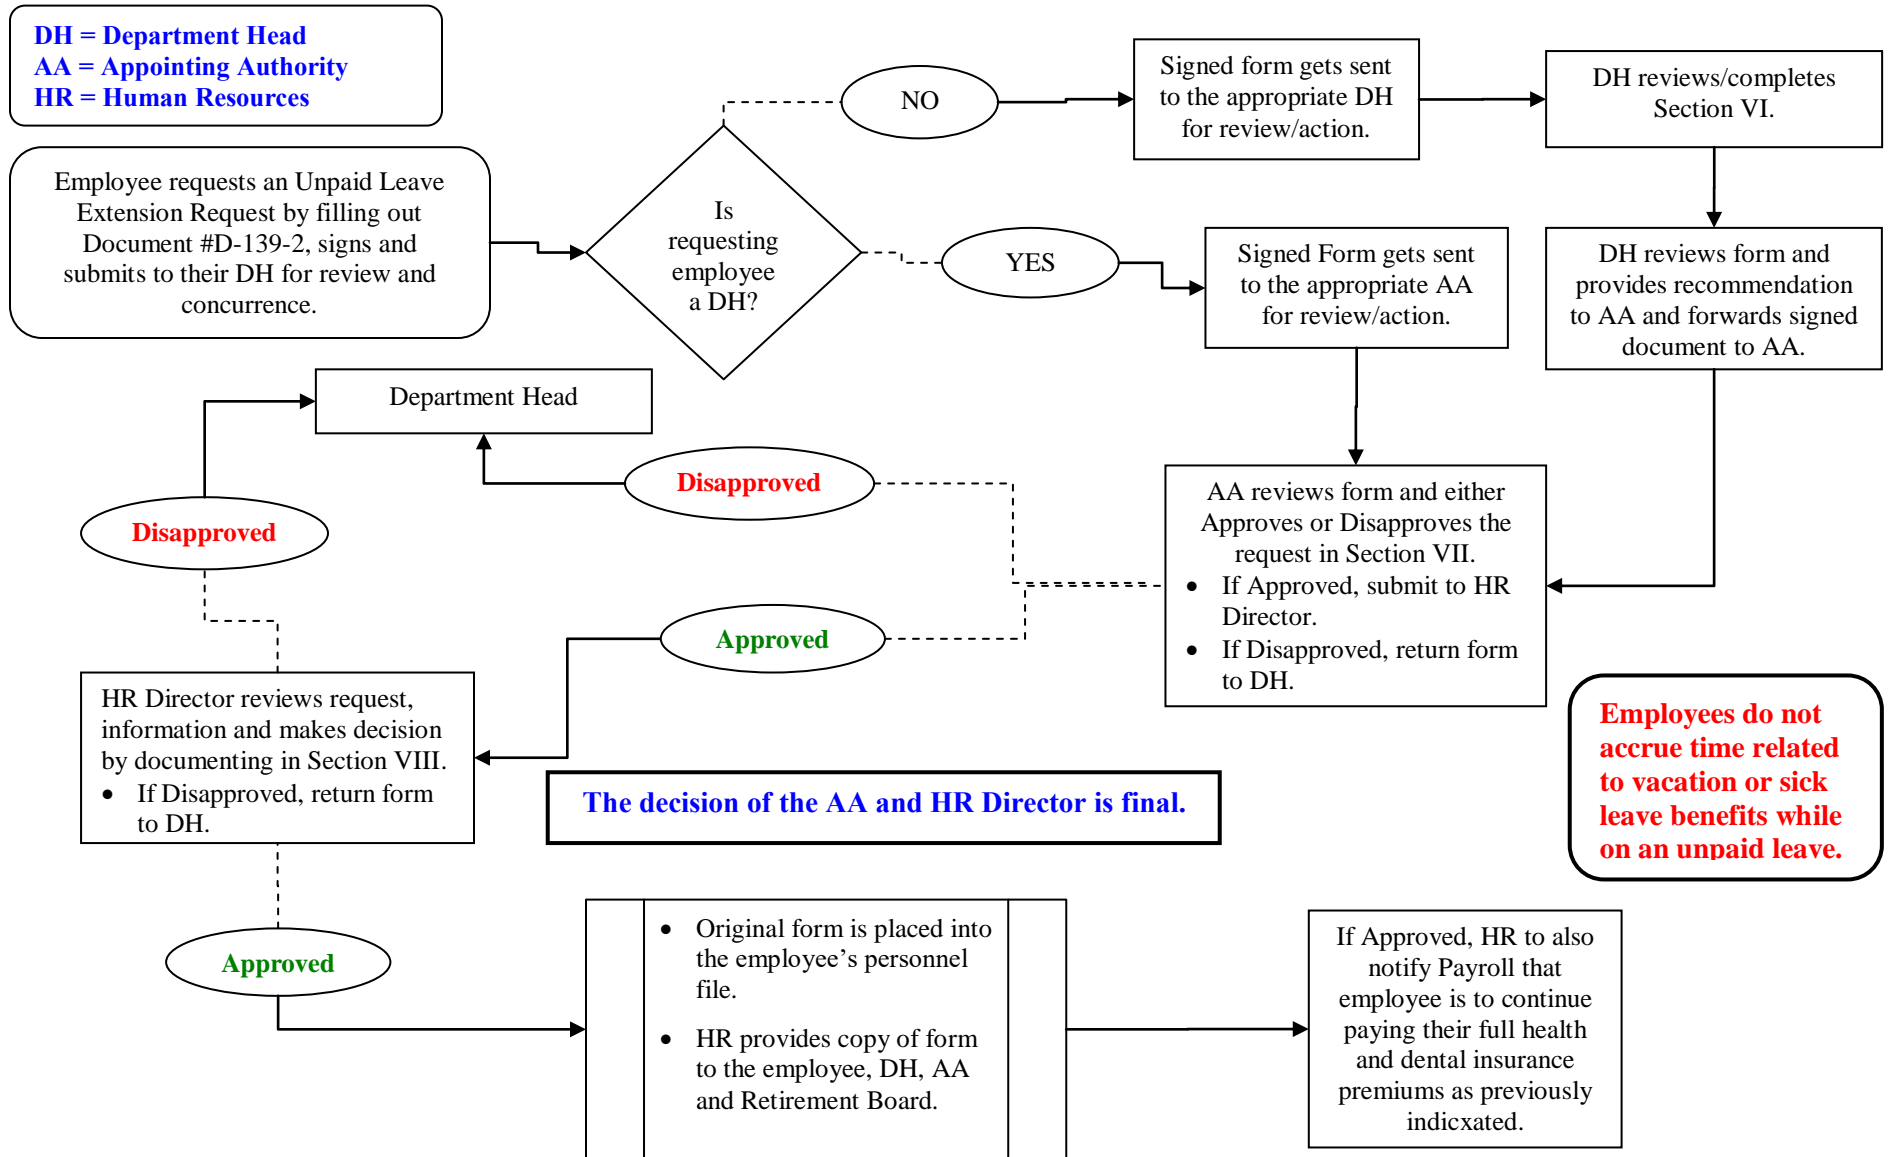 DH = Department Head
AA = Appointing Authority
HR = Human Resources
Employee requests an Unpaid Leave
Extension Request by filling out
Document #D-139-2, signs and
submits to their DH for review and
concurrence.
Is
requesting
employee
a DH?
NO
Signed form gets sent
to the appropriate DH
for review/action.
DH reviews/completes
Section VI.
YES
Signed Form gets sent
to the appropriate AA
for review/action.
DH reviews form and
provides recommendation
to AA and forwards signed
document to AA.
Department Head
Disapproved
Disapproved
AA reviews form and either
Approves or Disapproves the
request in Section VII.
• If Approved, submit to HR
Director.
• If Disapproved, return form
to DH.
Approved
HR Director reviews request,
information and makes decision
by documenting in Section VIII.
• If Disapproved, return form
to DH.
The decision of the AA and HR Director is final.
Employees do not
accrue time related
to vacation or sick
leave benefits while
on an unpaid leave.
Approved
• Original form is placed into
the employee’s personnel
file.
• HR provides copy of form
to the employee, DH, AA
and Retirement Board.
If Approved, HR to also
notify Payroll that
employee is to continue
paying their full health
and dental insurance
premiums as previously
indicxated.